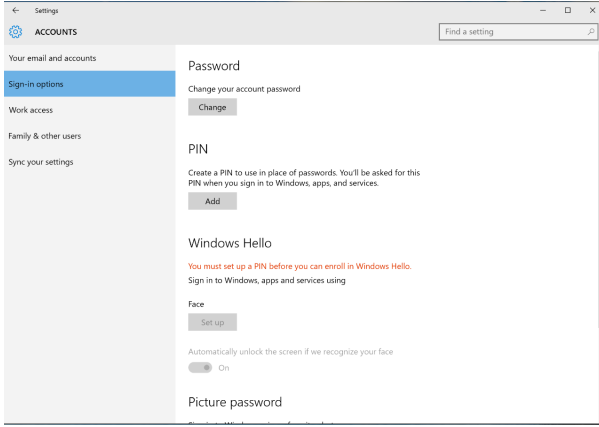 Settings
ACCOUNTS
Find a setting
Your email and accounts
Sign-in options
Work access
Family & other users
Sync your settings
Password
Change your account password
Change
PIN
Create a PIN to use in place of passwords. You'll be asked for this
PIN when you sign in to Windows, apps, and services.
Add
Windows Hello
You must set up a PIN before you can enroll in Windows Hello.
Sign in to Windows, apps and services using
Face
Set up
Automatically unlock the screen if we recognize your face
On
Picture password